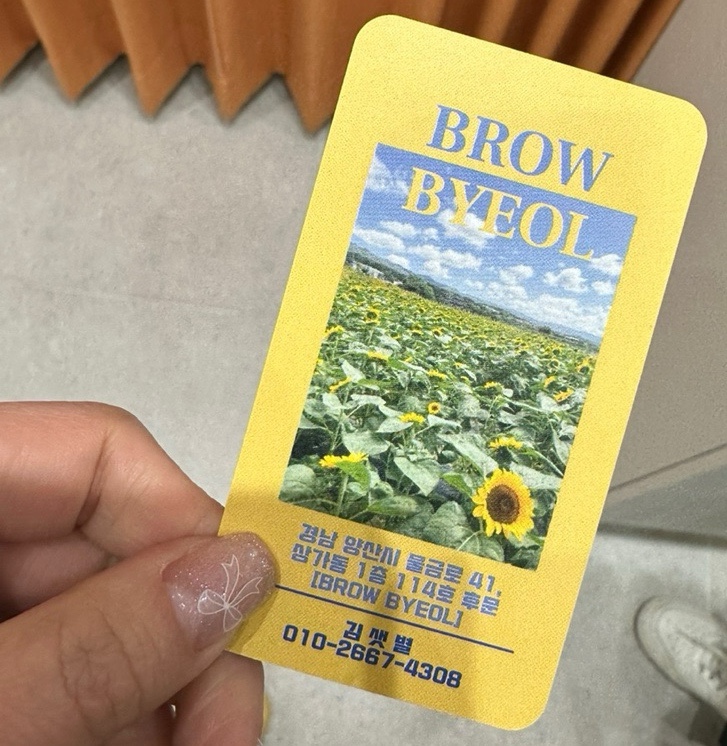 BROW
BYEOL
경남 양산시 물금로 41,
상가동 1층 114호 후문
[BROW BYEOL]
김샛별
010-2667-4308